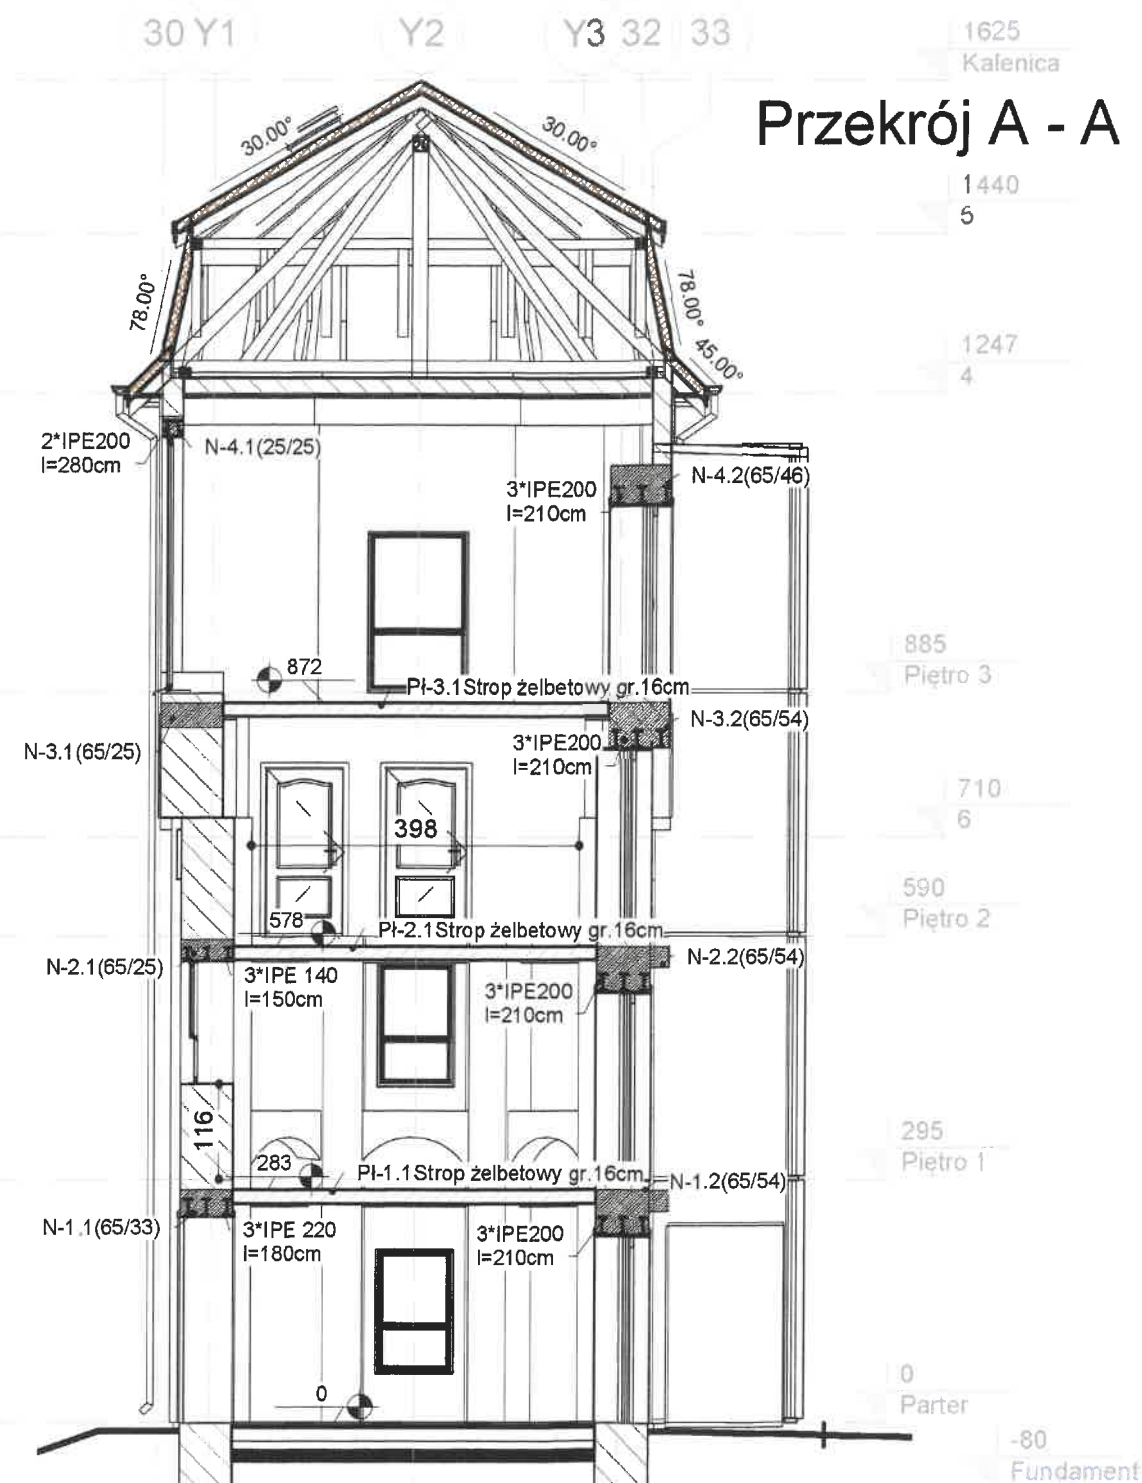 30 Y1 Y2 Y3 32 33
1625
Kalenica
Przekrój A - A
30.00°
30.00°
1440
5
78.00°
78.00°
45.00°
1247
4
2*IPE200
l=280cm
N-4.1(25/25)
3*IPE200
l=210cm
N-4.2(65/46)
885
Piętro 3
872
Pł-3.1Strop żelbetowy gr.16cm
N-3.1(65/25)
3*IPE200
l=210cm
N-3.2(65/54)
710
6
398
590
Piętro 2
578
Pł-2.1Strop żelbetowy gr.16cm
N-2.1(65/25)
3*IPE 140
l=150cm
3*IPE200
l=210cm
N-2.2(65/54)
116
295
Piętro 1
283
Pł-1.1Strop żelbetowy gr.16cm
N-1.2(65/54)
N-1.1(65/33)
3*IPE 220
l=180cm
3*IPE200
l=210cm
0
0
Parter
-80
Fundament